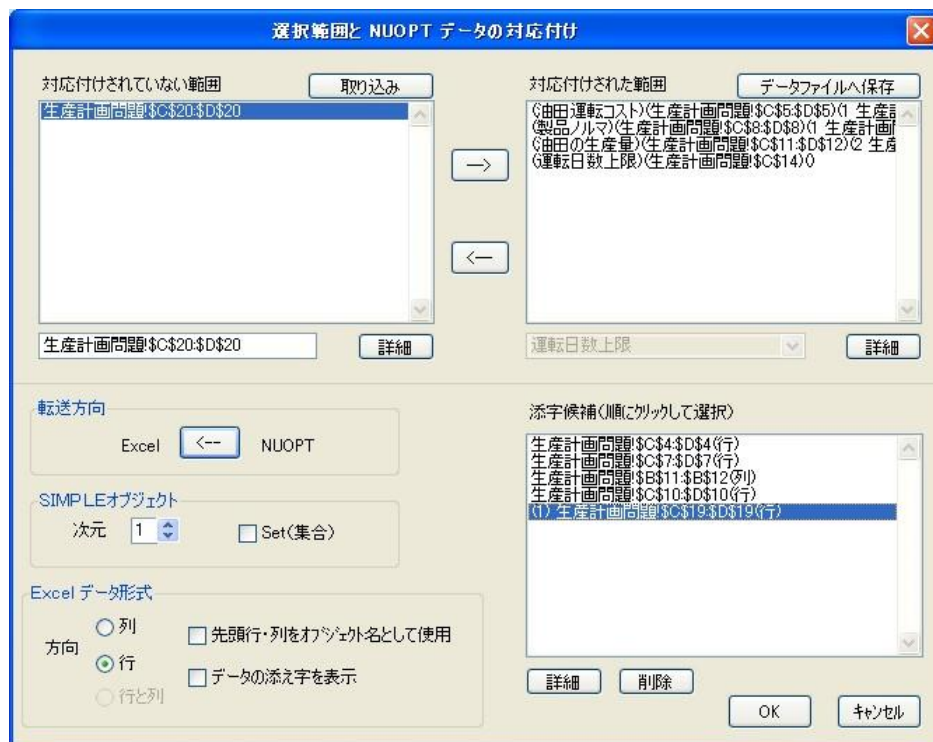 選択範囲と NUOPT データの対応付け
対応付けされていない範囲
取り込み
生産計画問題!$C$20:$D$20
生産計画問題!$C$20:$D$20
詳細
-->
<--
対応付けされた範囲
データファイルへ保存
(油田運転コスト)(生産計画問題!$C$5:$D$5)(1 生産
(製品ノルマ)(生産計画問題!$C$8:$D$8)(1 生産計画
(油田の生産量)(生産計画問題!$C$11:$D$12)(2 生産
(運転日数上限)(生産計画問題!$C$14)()
運転日数上限
詳細
転送方向
Excel <-- NUOPT
SIMPLEオブジェクト
次元 1
Set(集合)
Excel データ形式
方向
列
行
行と列
先頭行・列をオブジェクト名として使用
データの添え字を表示
添字候補(順にクリックして選択)
生産計画問題!$C$4:$D$4(行)
生産計画問題!$C$7:$D$7(行)
生産計画問題!$B$11:$B$12(列)
生産計画問題!$C$10:$D$10(行)
(1) 生産計画問題!$C$19:$D$19(行)
詳細
削除
OK
キャンセル